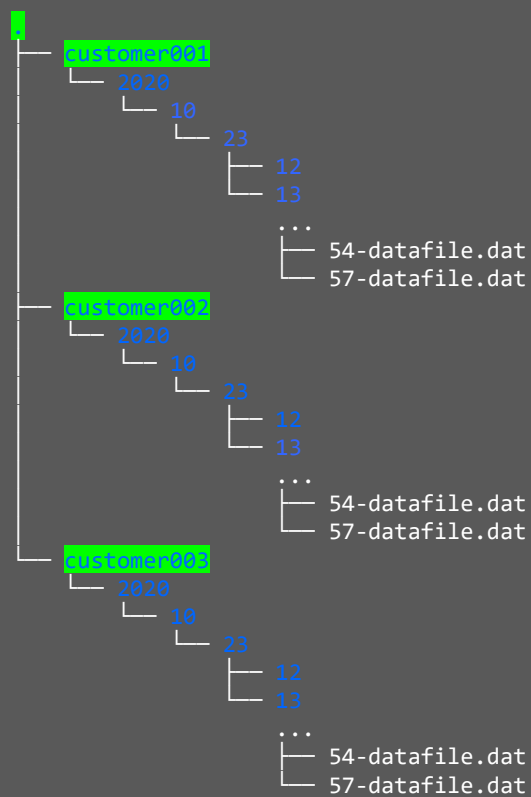 .
├── customer001
│   └── 2020
│       └── 10
│           └── 23
│               ├── 12
│               └── 13
...
├── 54-datafile.dat
└── 57-datafile.dat
├── customer002
│   └── 2020
│       └── 10
│           └── 23
│               ├── 12
│               └── 13
...
├── 54-datafile.dat
└── 57-datafile.dat
└── customer003
    └── 2020
        └── 10
            └── 23
                ├── 12
                └── 13
...
├── 54-datafile.dat
└── 57-datafile.dat